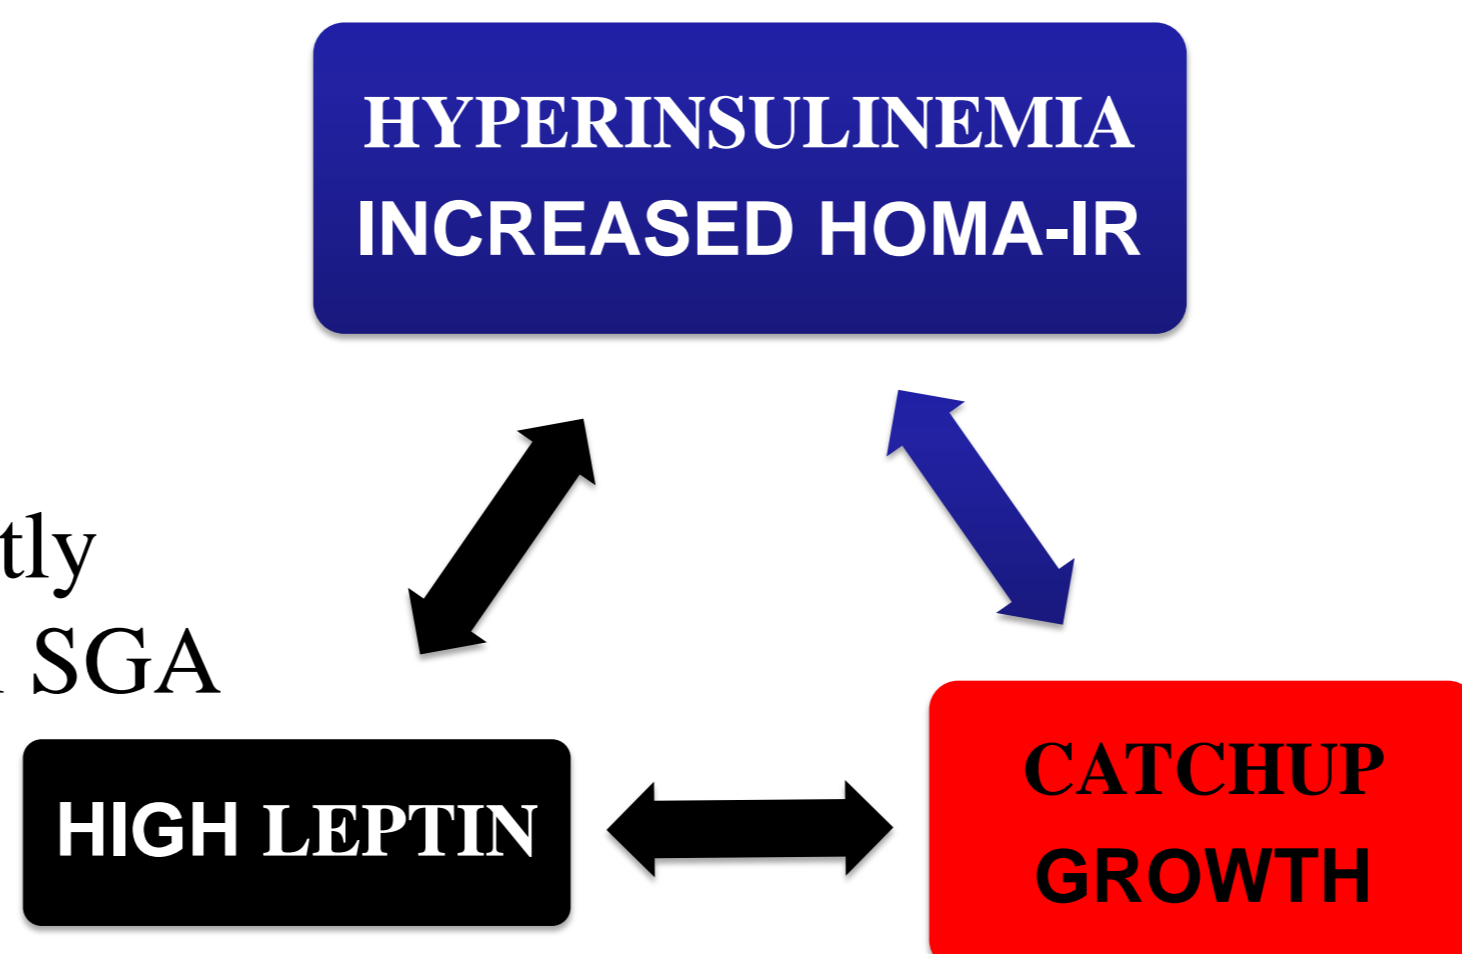 HYPERINSULINEMIA
INCREASED HOMA-IR
tly
SGA
HIGH LEPTIN
CATCHUP
GROWTH